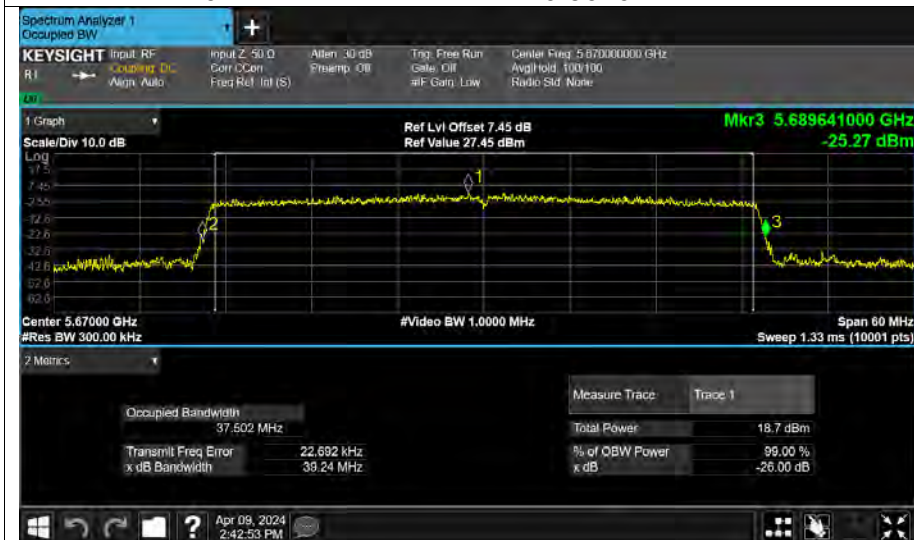 Spectrum Analyzer 1
Occupied BW
+
KEYSIGHT Input: RF Input Z: 50 Ω Atten: 30 dB Trig: Free Run Center Freq: 5.670000000 GHz
Coupling: DC Corr CCorr Preamp: Off Gate: Off Avg|Hold: 100/100
Align: Auto Freq Ref: Int (S) #IF Gain: Low Radio Std: None
1 Graph Ref Lvl Offset 7.45 dB Mkr3 5.689641000 GHz
Scale/Div 10.0 dB Ref Value 27.45 dBm -25.27 dBm
Log
17.5
7.45
-2.55
-12.6
-22.6
-32.6
-42.6
-52.6
-62.6
1
2
3
Center 5.67000 GHz #Video BW 1.0000 MHz Span 60 MHz
#Res BW 300.00 kHz Sweep 1.33 ms (10001 pts)
2 Metrics
Measure Trace Trace 1
Occupied Bandwidth
37.502 MHz Total Power 18.7 dBm
Transmit Freq Error 22.692 kHz % of OBW Power 99.00 %
x dB Bandwidth 39.24 MHz x dB -26.00 dB
? Apr 09, 2024
2:42:53 PM